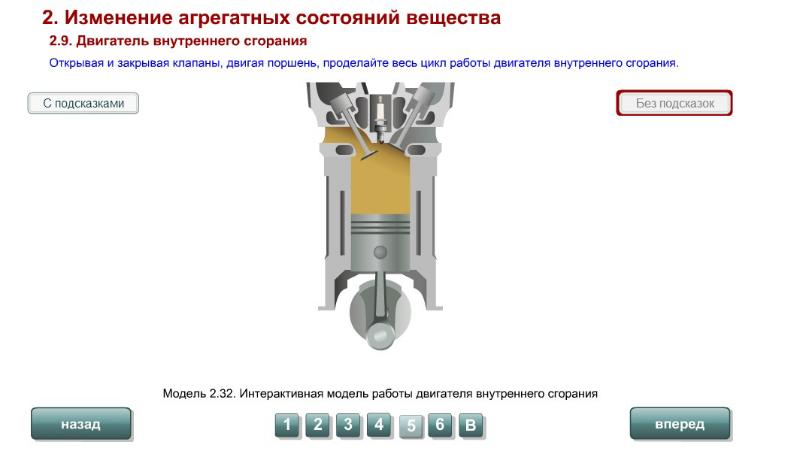 2. Изменение агрегатных состояний вещества
2.9. Двигатель внутреннего сгорания
Открывая и закрывая клапаны, двигая поршень, проделайте весь цикл работы двигателя внутреннего сгорания.
С подсказками
Без подсказок
Модель 2.32. Интерактивная модель работы двигателя внутреннего сгорания
назад
1 2 3 4 5 6 В
вперед